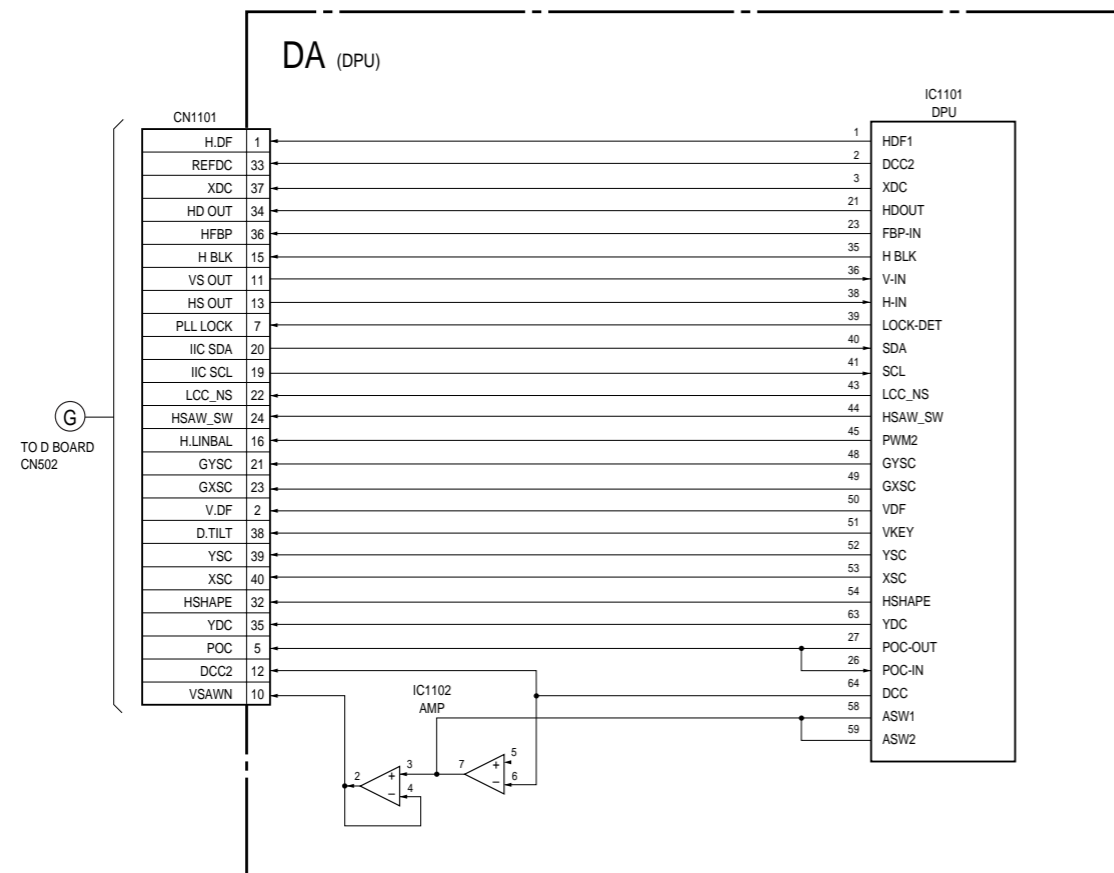 DA (DPU)
CN1101
IC1101
DPU
H.DF 1 1 HDF1
REFDC 33 2 DCC2
XDC 37 3 XDC
HD OUT 34 21 HDOUT
HFBP 36 23 FBP-IN
H BLK 15 35 H BLK
VS OUT 11 36 V-IN
HS OUT 13 38 H-IN
PLL LOCK 7 39 LOCK-DET
IIC SDA 20 40 SDA
IIC SCL 19 41 SCL
LCC_NS 22 43 LCC_NS
HSAW_SW 24 44 HSAW_SW
H.LINBAL 16 45 PWM2
GYSC 21 48 GYSC
GXSC 23 49 GXSC
V.DF 2 50 VDF
D.TILT 38 51 VKEY
YSC 39 52 YSC
XSC 40 53 XSC
HSHAPE 32 54 HSHAPE
YDC 35 63 YDC
POC 5 27 POC-OUT
DCC2 12 26 POC-IN
VSAWN 10 64 DCC
58 ASW1
59 ASW2
G
TO D BOARD
CN502
IC1102
AMP
2 + 3 7 + 5
– 4 – 6